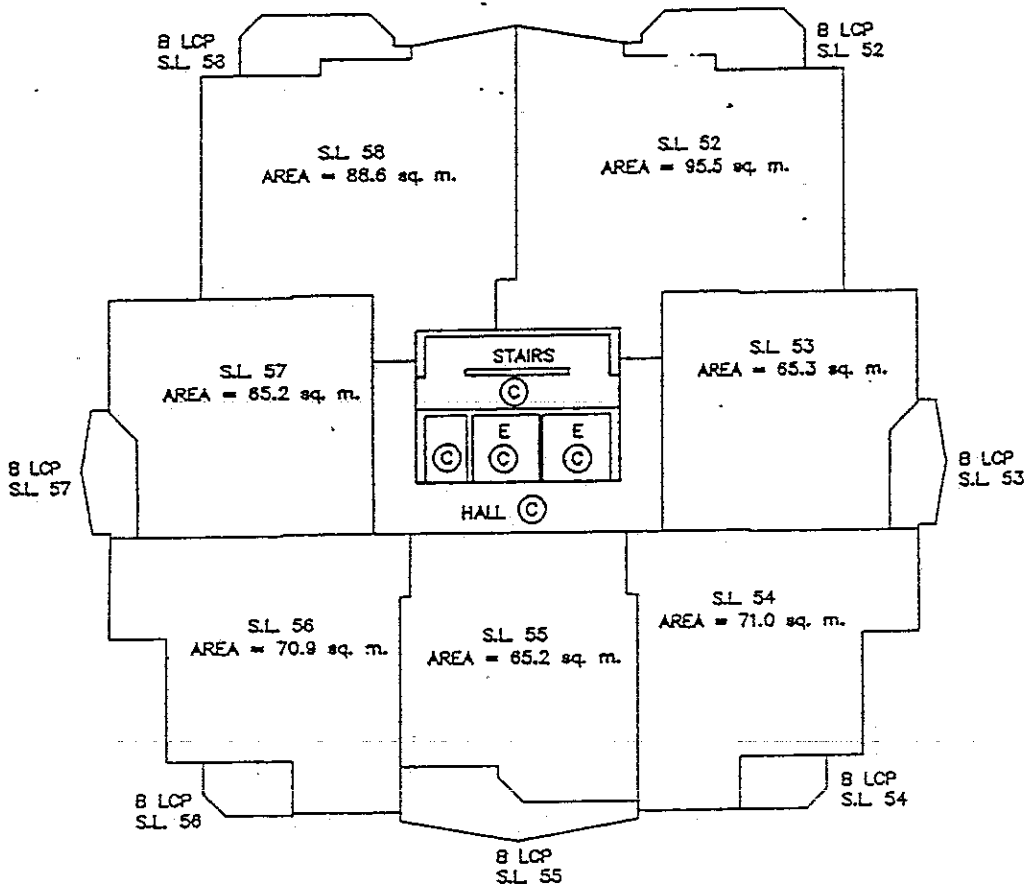 B LCP
S.L. 58
B LCP
S.L. 52
S.L. 58
AREA = 88.6 sq. m.
S.L. 52
AREA = 95.5 sq. m.
S.L. 57
AREA = 65.2 sq. m.
STAIRS
C
S.L. 53
AREA = 65.3 sq. m.
E
E
C
C
C
B LCP
S.L. 57
B LCP
S.L. 53
HALL C
S.L. 56
AREA = 70.9 sq. m.
S.L. 55
AREA = 65.2 sq. m.
S.L. 54
AREA = 71.0 sq. m.
B LCP
S.L. 56
B LCP
S.L. 54
B LCP
S.L. 55